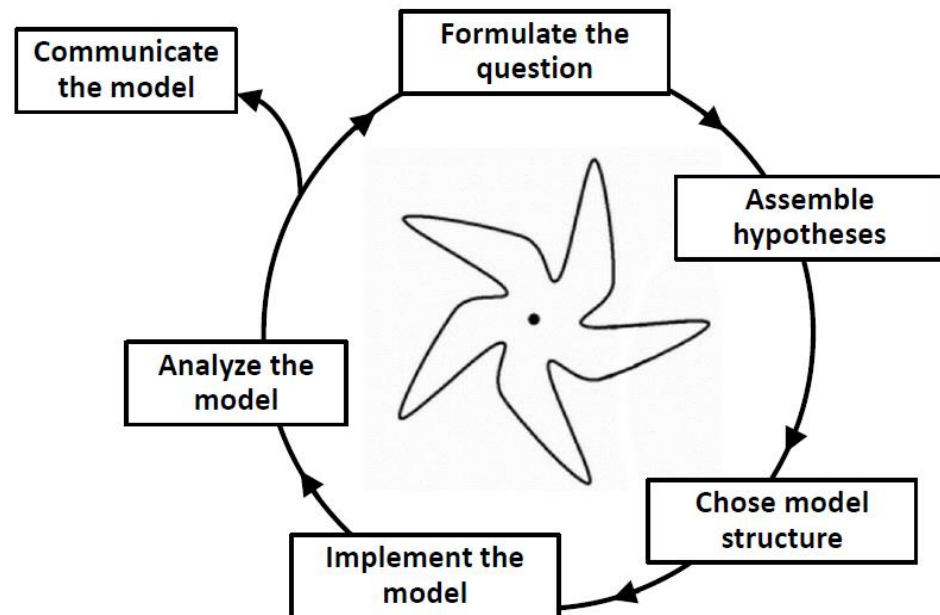 Formulate the
question
Assemble
hypotheses
Chose model
structure
Implement the
model
Analyze the
model
Communicate
the model